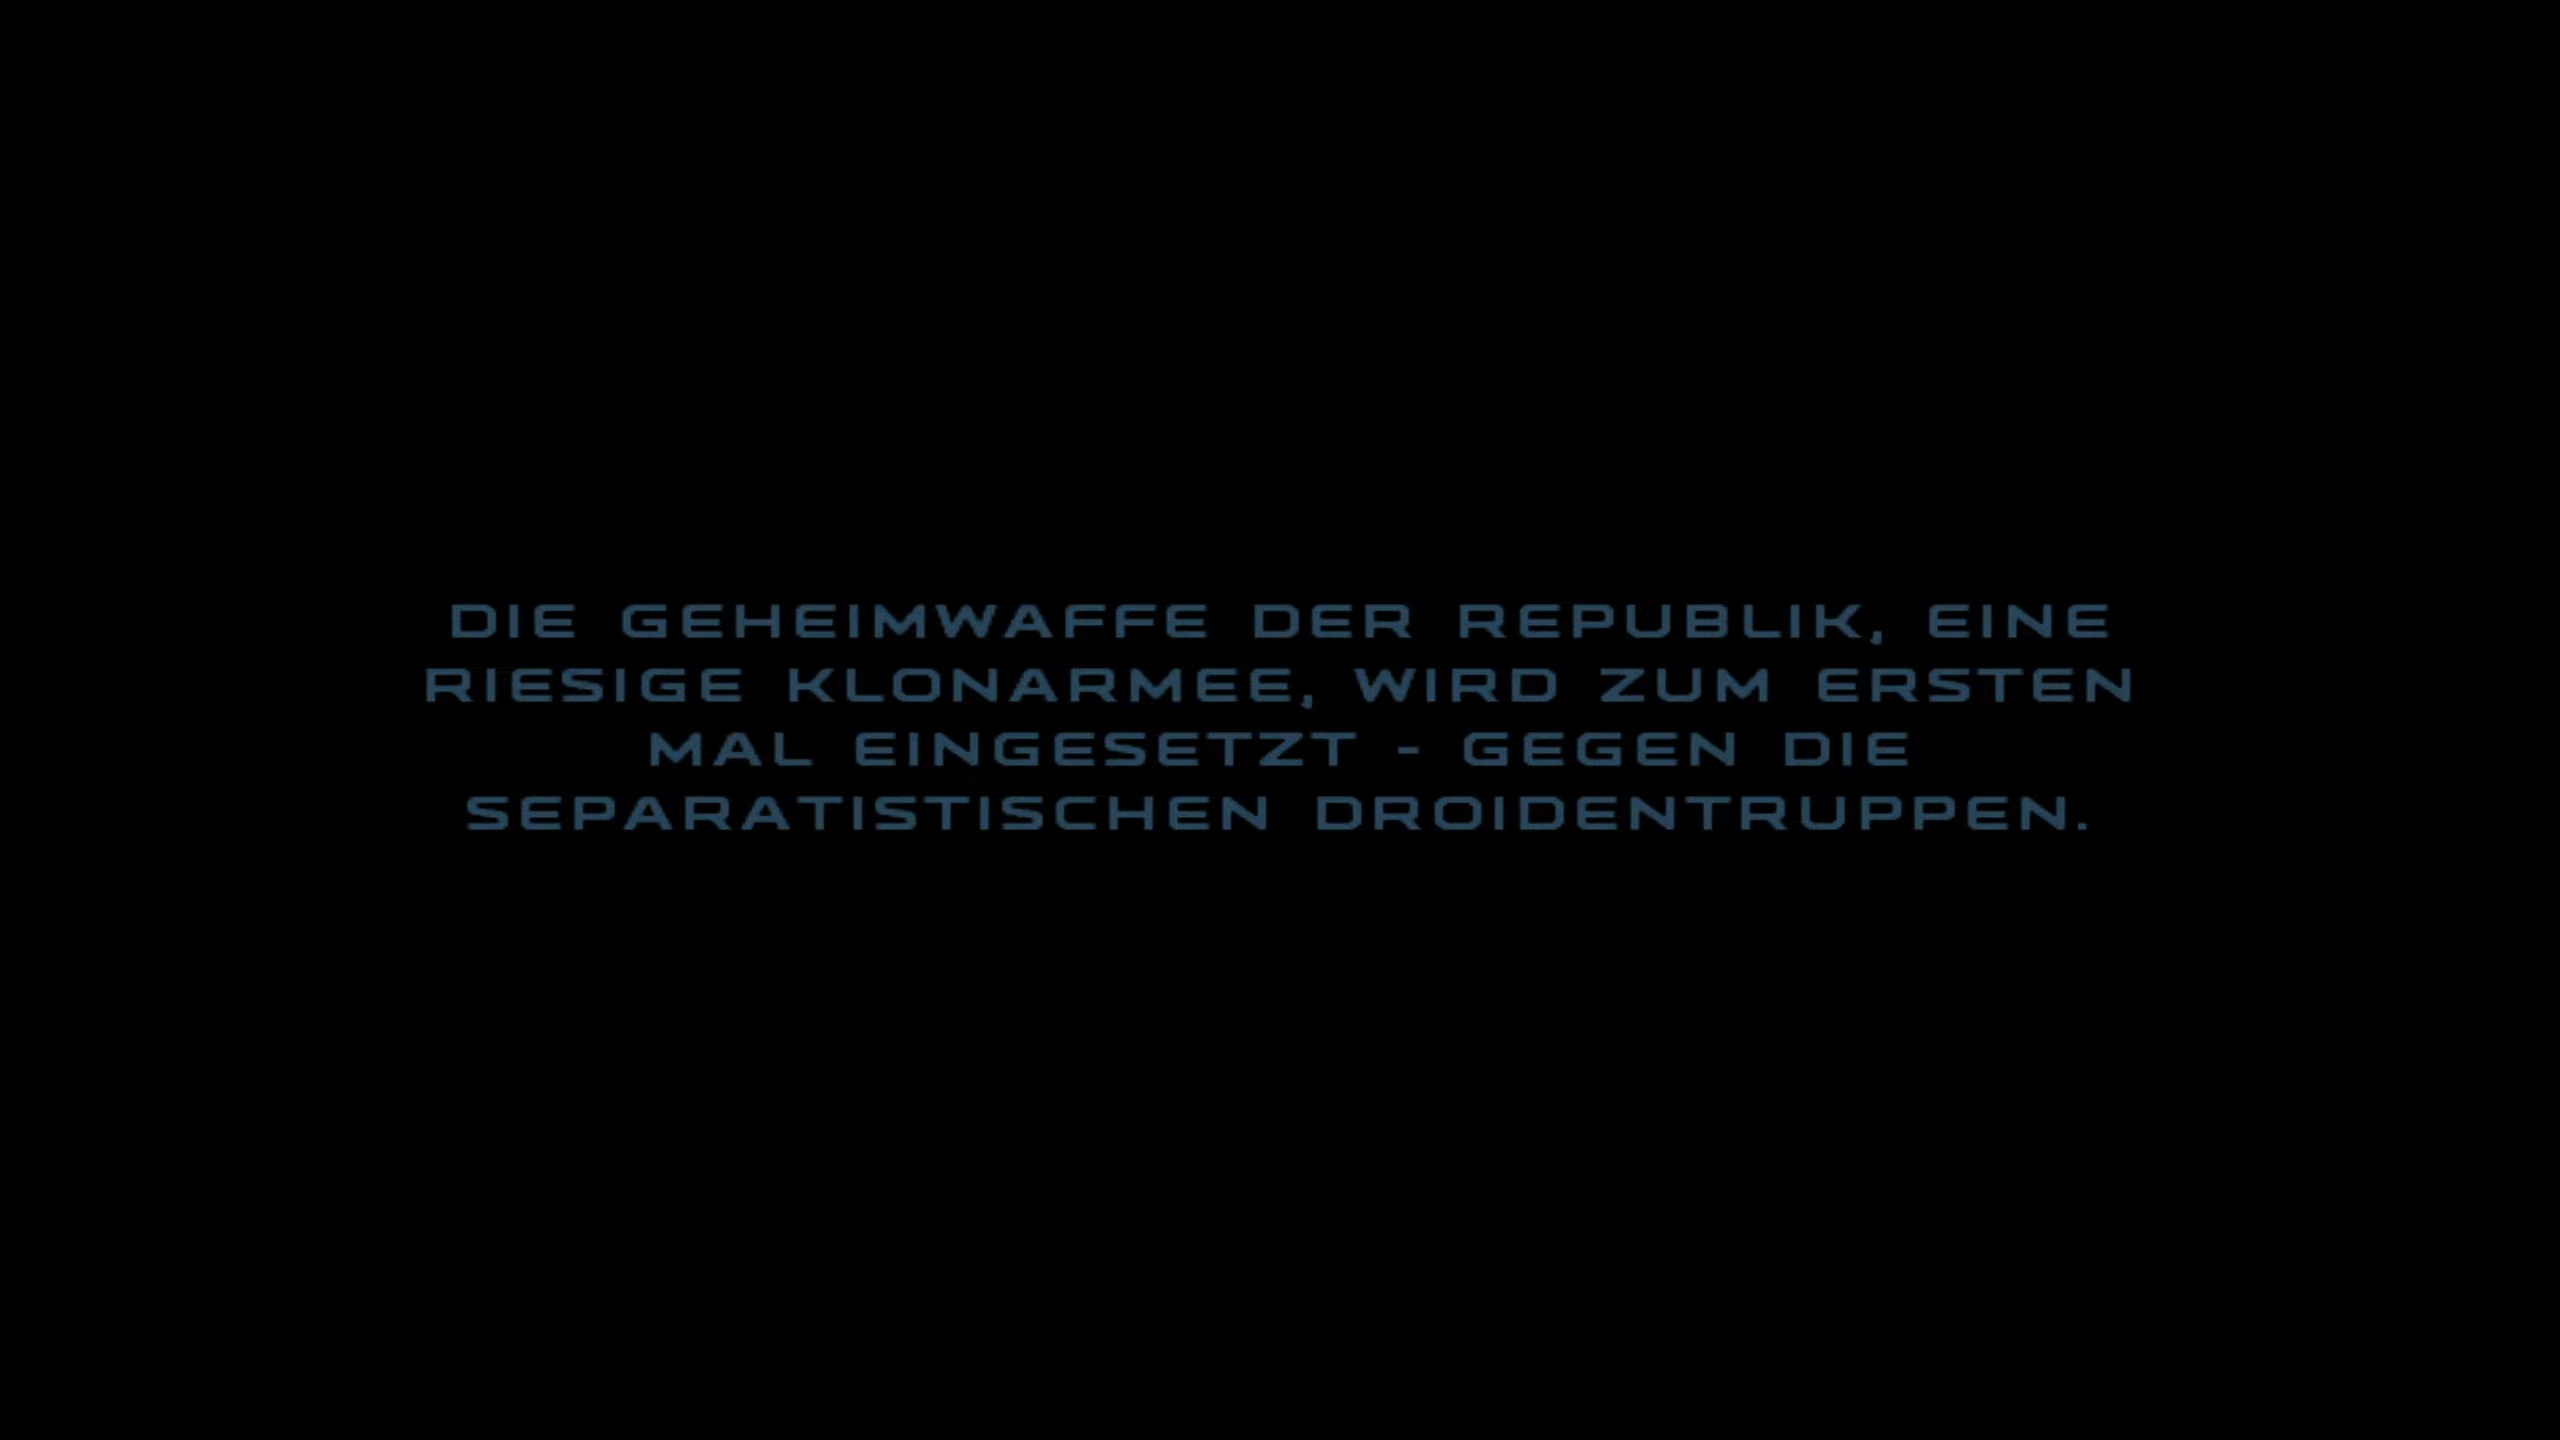 DIE GEHEIMWAFFE DER REPUBLIK, EINE
RIESIGE KLONARMEE, WIRD ZUM ERSTEN
MAL EINGESETZT - GEGEN DIE
SEPARATISTISCHEN DROIDENTRUPPEN.